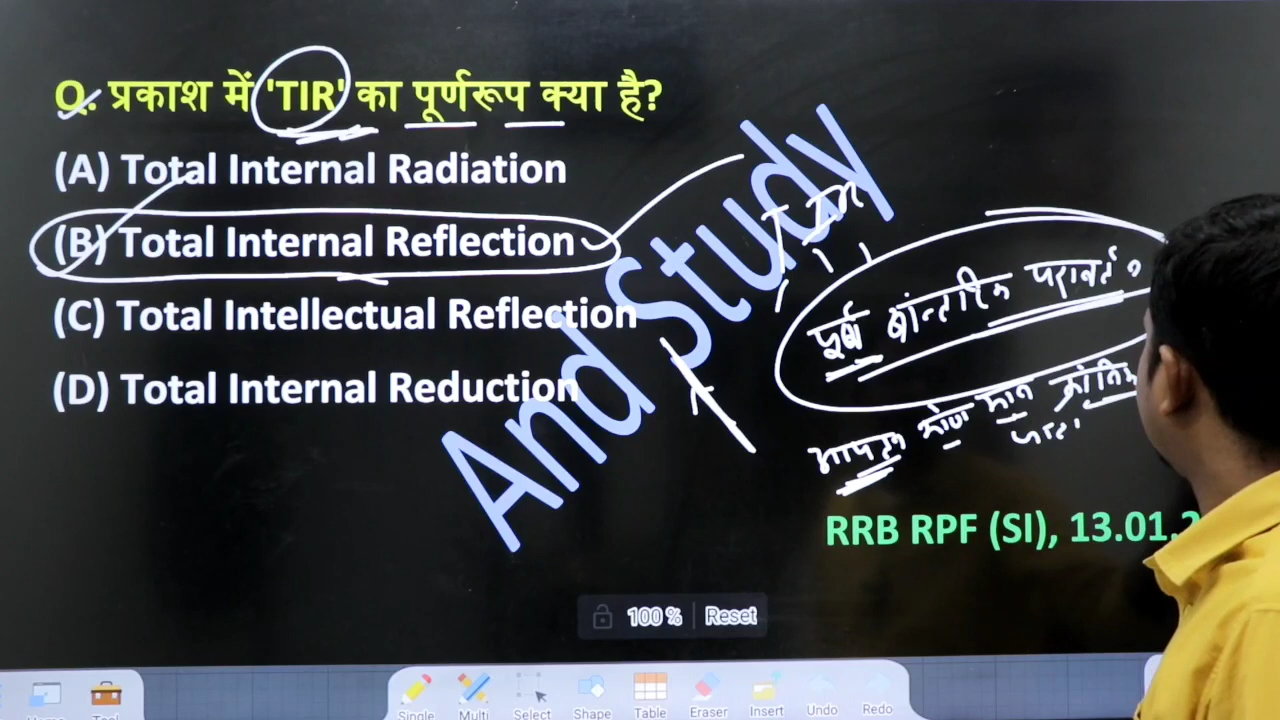 Q. प्रकाश में 'TIR' का पूर्णरूप क्या है?
(A) Total Internal Radiation
(B) Total Internal Reflection
(C) Total Intellectual Reflection
(D) Total Internal Reduction
And Study
पूर्ण आन्तरिक परावर्तन
कोण मान
RRB RPF (SI), 13.01.2
100 % Reset
Single Multi Select Shape Table Eraser Insert Undo Redo